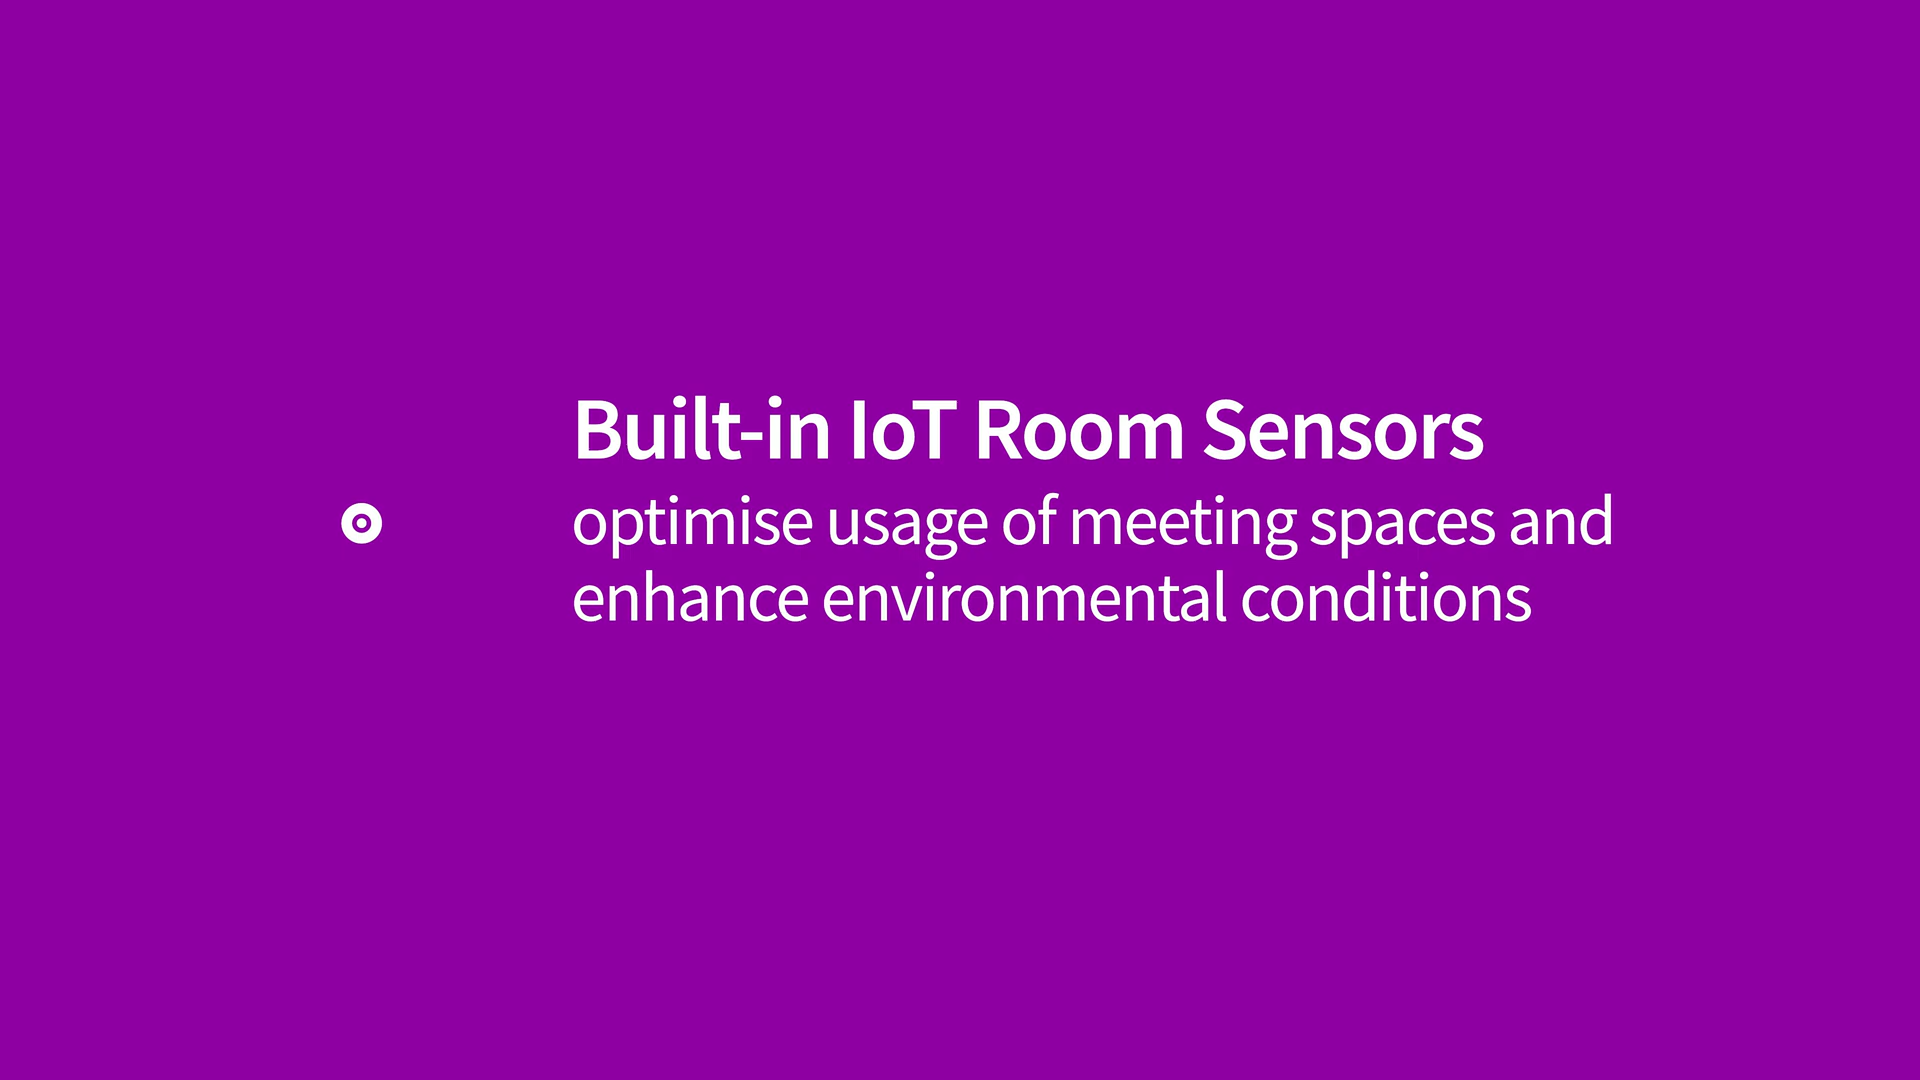 Built-in IoT Room Sensors
optimise usage of meeting spaces and
enhance environmental conditions